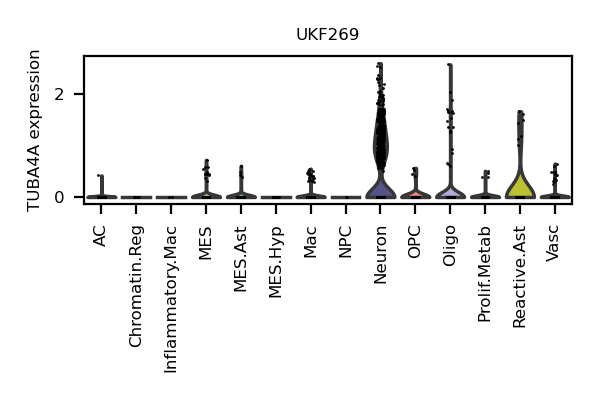 UKF269
TUBA4A expression
2
0
AC
Chromatin.Reg
Inflammatory.Mac
MES
MES.Ast
MES.Hyp
Mac
NPC
Neuron
OPC
Oligo
Prolif.Metab
Reactive.Ast
Vasc